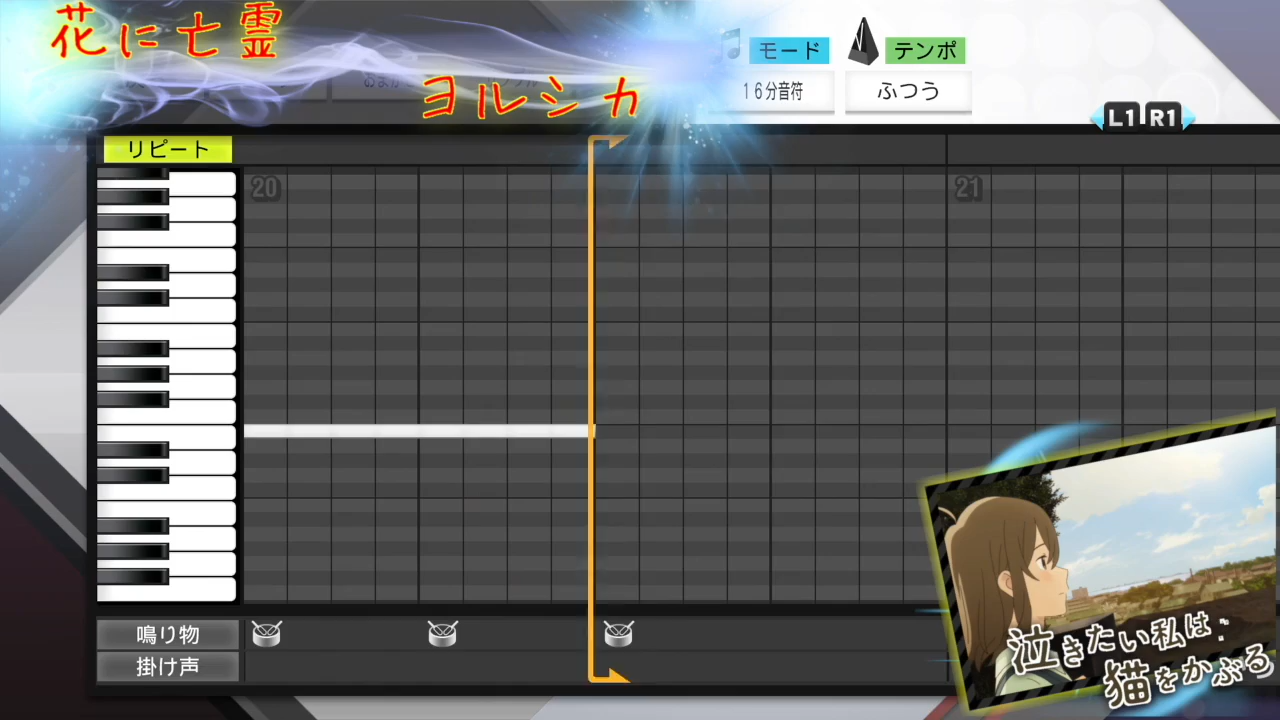 花に亡霊
ヨルシカ
モード
テンポ
16分音符
ふつう
L1 R1
リピート
20
21
鳴り物
掛け声
泣きたい私は
猫をかぶる